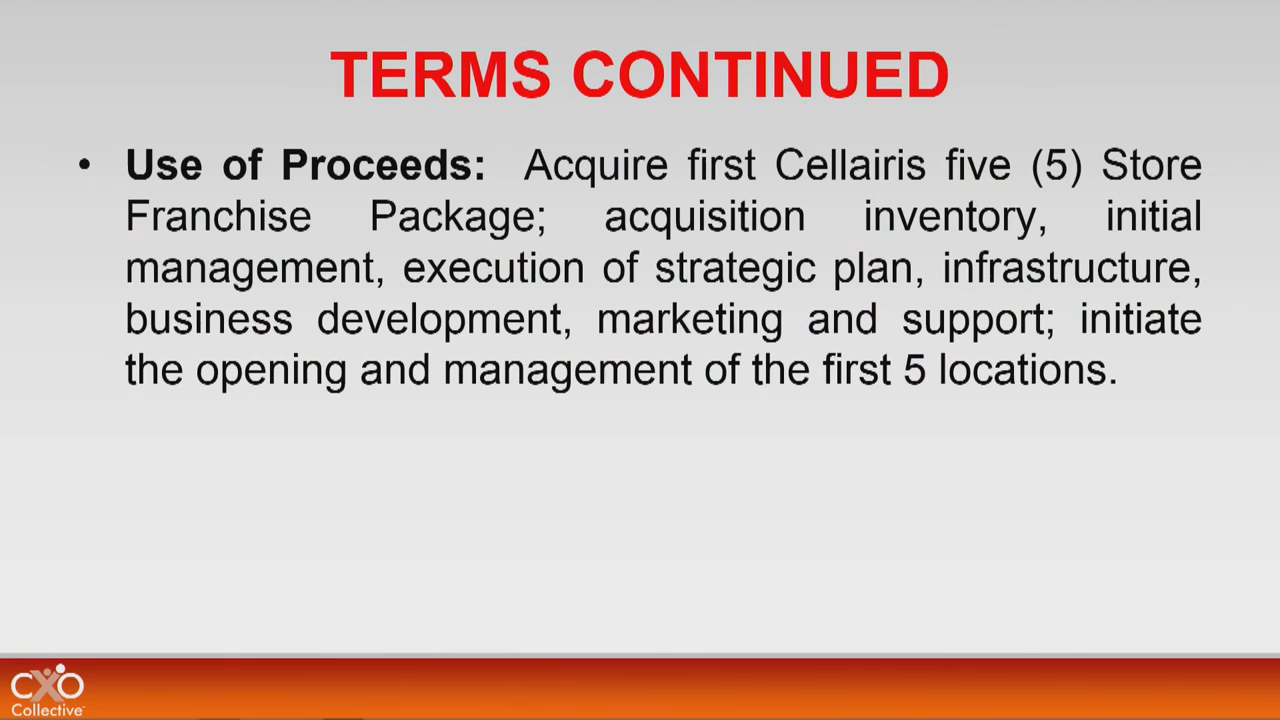 TERMS CONTINUED
• Use of Proceeds: Acquire first Cellairis five (5) Store
Franchise Package; acquisition inventory, initial
management, execution of strategic plan, infrastructure,
business development, marketing and support; initiate
the opening and management of the first 5 locations.
CXO
Collective